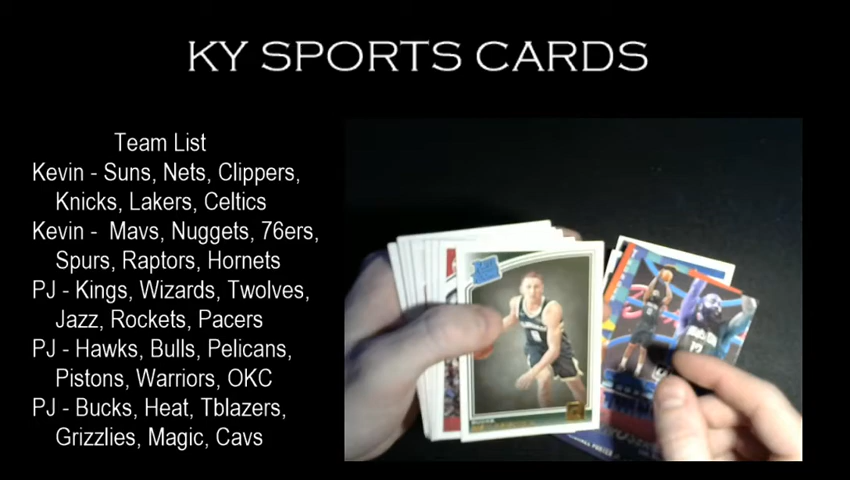 KY SPORTS CARDS
Team List
Kevin - Suns, Nets, Clippers,
Knicks, Lakers, Celtics
Kevin - Mavs, Nuggets, 76ers,
Spurs, Raptors, Hornets
PJ - Kings, Wizards, Twolves,
Jazz, Rockets, Pacers
PJ - Hawks, Bulls, Pelicans,
Pistons, Warriors, OKC
PJ - Bucks, Heat, Tblazers,
Grizzlies, Magic, Cavs